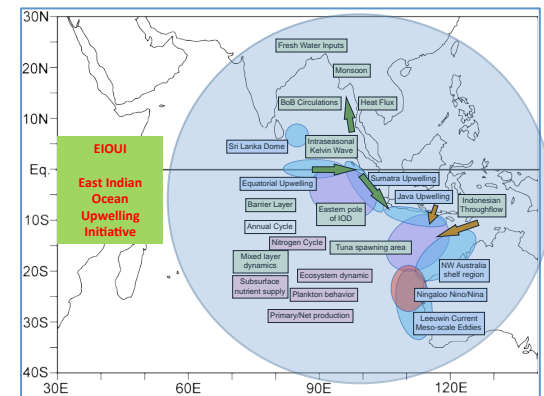 30N
20N
10N
Eq.
10S
20S
30S
40S
30E
60E
90E
120E
EIOUI
East Indian
Ocean
Upwelling
Initiative
Fresh Water Inputs
Monsoon
BoB Circulations
Heat Flux
Sri Lanka Dome
Intraseasonal
Kelvin Wave
Equatorial Upwelling
Sumatra Upwelling
Java Upwelling
Barrier Layer
Eastern pole
of IOD
Indonesian
Throughflow
Annual Cycle
Nitrogen Cycle
Tuna spawning area
Mixed layer
dynamics
NW Australia
shelf region
Ecosystem dynamic
Subsurface
nutrient supply
Plankton behavior
Ningaloo Nino/Nina
Primary/Net production
Leeuwin Current
Meso-scale Eddies